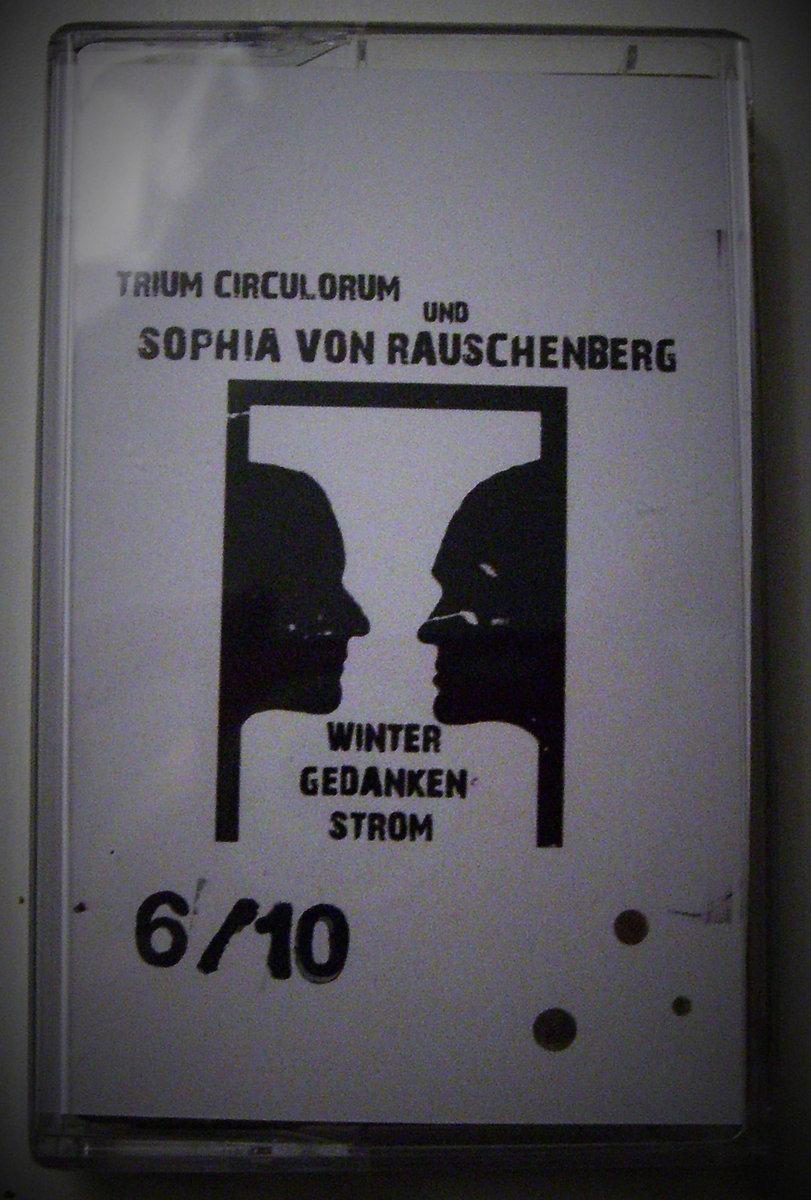 TRIUM CIRCULORUM
UND
SOPHIA VON RAUSCHENBERG
WINTER
GEDANKEN
STROM
6/10